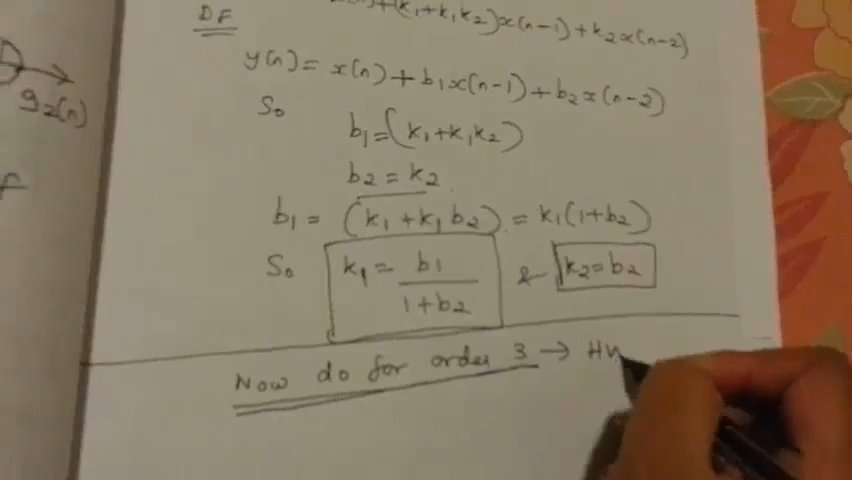 +(k₁+k₁k₂)x(n-1)+k₂x(n-2)
DF
y(n)= x(n)+b₁x(n-1)+b₂x(n-2)
g₂(n)
So
b₁=(k₁+k₁k₂)
b₂=k₂
b₁= (k₁+k₁b₂) = k₁(1+b₂)
So k₁= b₁/1+b₂ & k₂=b₂
Now do for order 3 → HW